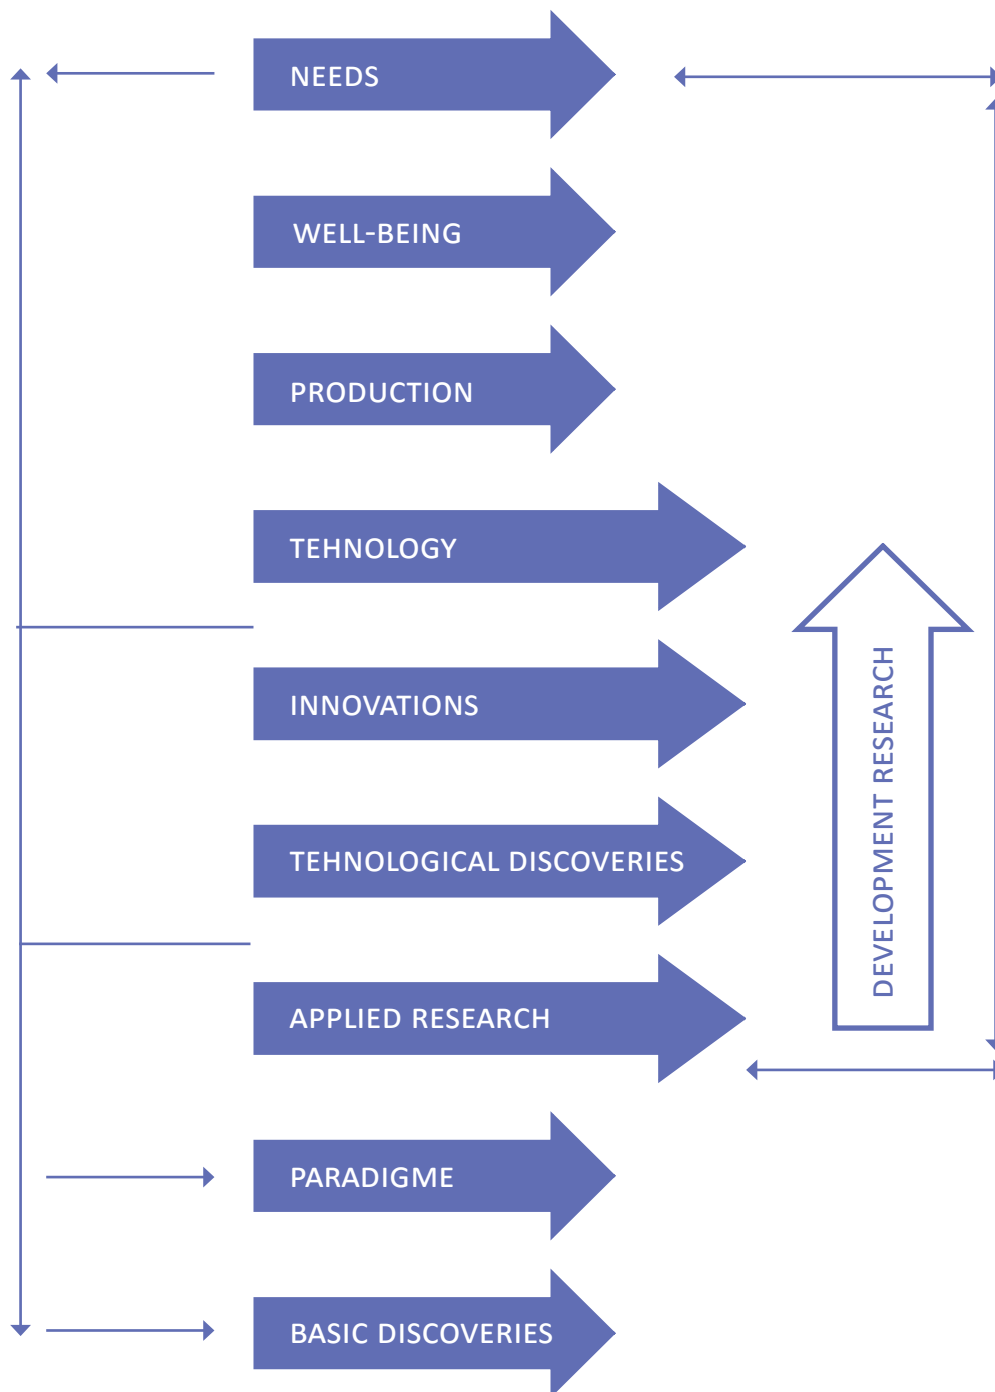 NEEDS
WELL-BEING
PRODUCTION
TEHNOLOGY
INNOVATIONS
TEHNOLOGICAL DISCOVERIES
APPLIED RESEARCH
PARADIGME
BASIC DISCOVERIES
DEVELOPMENT RESEARCH